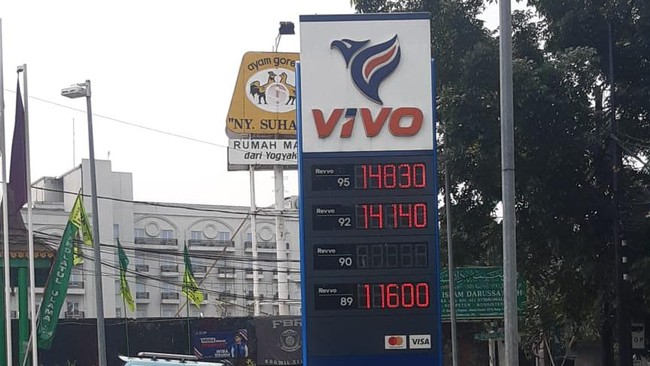 ayam gore
"NY. SUHA
RUMAH MA
dari Yogyak
VIVO
Revvo 95 14830
Revvo 92 14140
Revvo 90
Revvo 89 11600
VISA